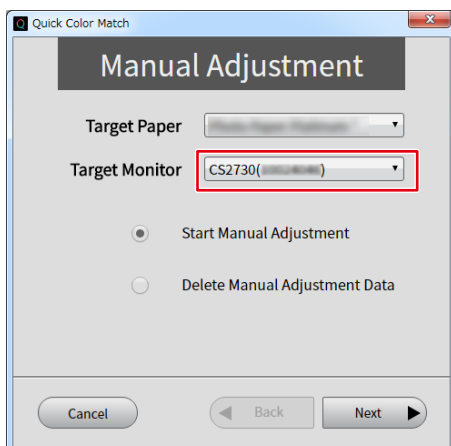 Quick Color Match
Manual Adjustment
Target Paper
Target Monitor CS2730( )
Start Manual Adjustment
Delete Manual Adjustment Data
Cancel Back Next